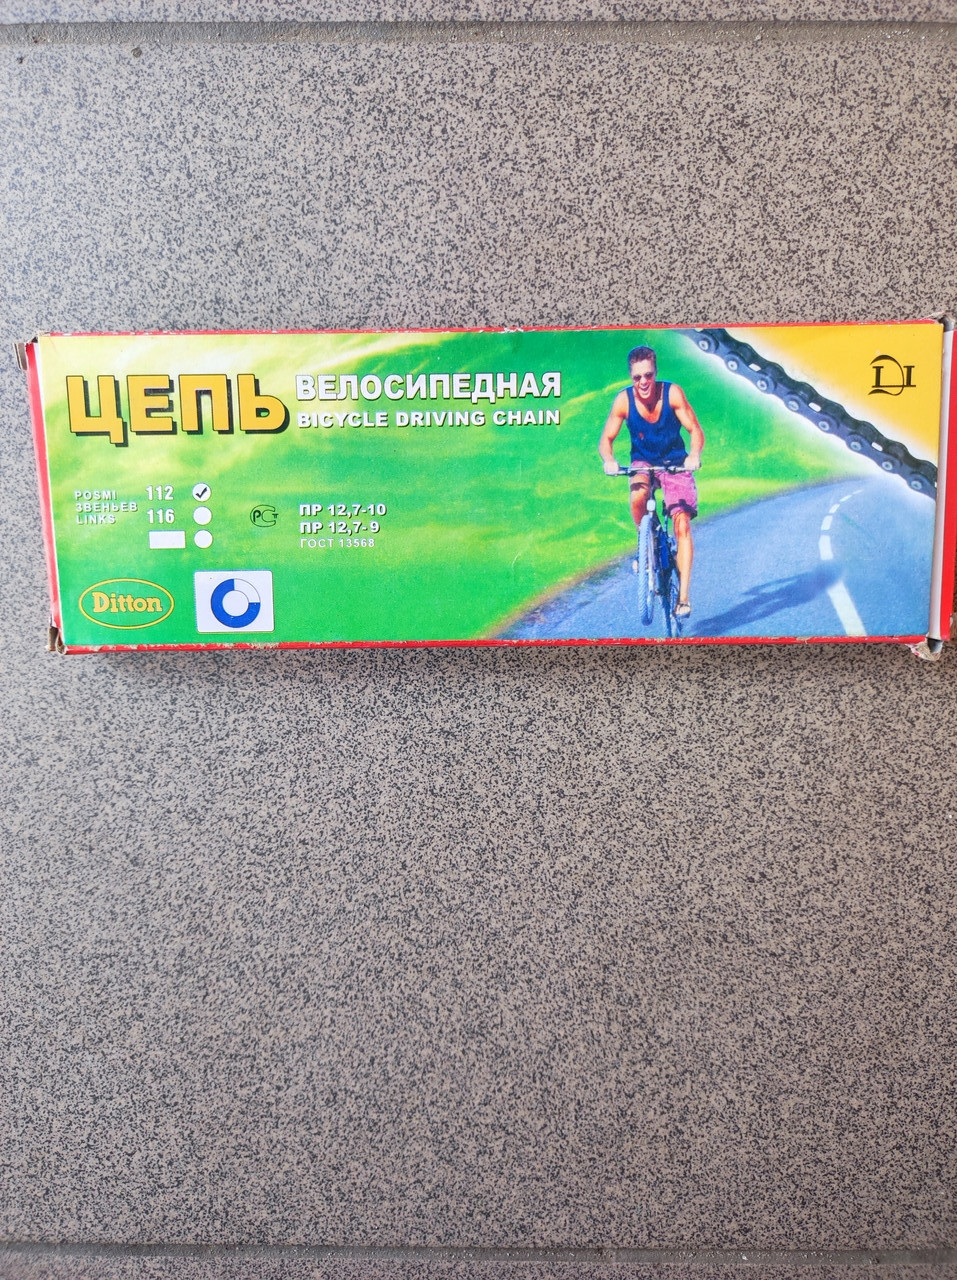 ЦЕПЬ ВЕЛОСИПЕДНАЯ
BICYCLE DRIVING CHAIN
POSMI
ЗВЕНЬЕВ
LINKS
112
116
РСТ
ПР 12,7-10
ПР 12,7-9
ГОСТ 13568
Ditton